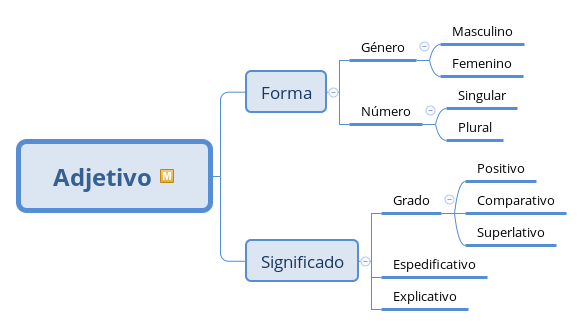 Adjetivo M
Forma
Género
Masculino
Femenino
Número
Singular
Plural
Significado
Grado
Positivo
Comparativo
Superlativo
Espedificativo
Explicativo